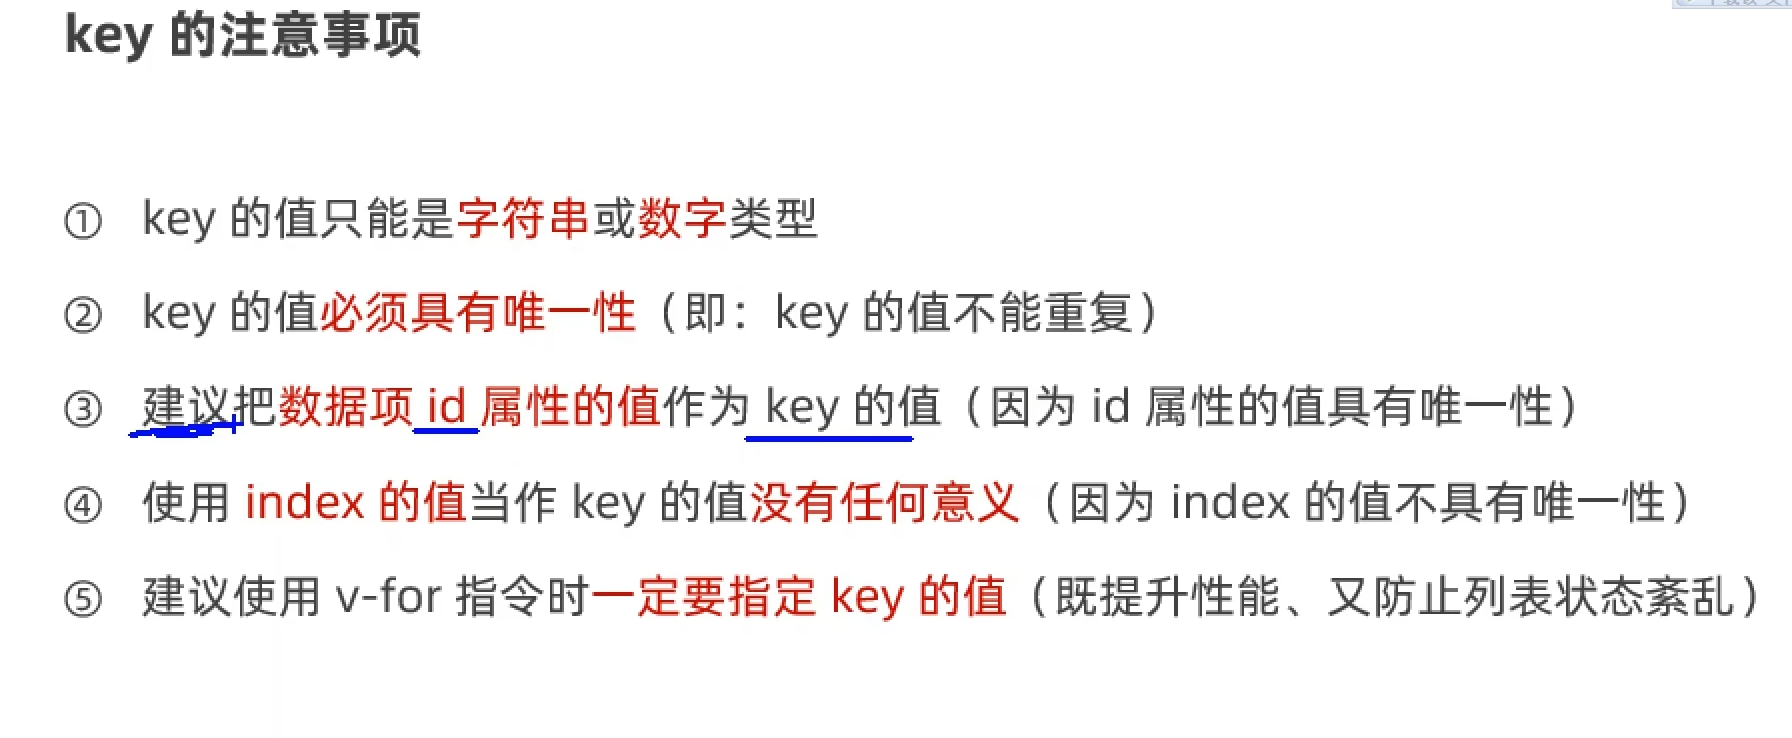 key 的注意事项
① key 的值只能是字符串或数字类型
② key 的值必须具有唯一性（即：key 的值不能重复）
③ 建议把数据项 id 属性的值作为 key 的值（因为 id 属性的值具有唯一性）
④ 使用 index 的值当作 key 的值没有任何意义（因为 index 的值不具有唯一性）
⑤ 建议使用 v-for 指令时一定要指定 key 的值（既提升性能、又防止列表状态紊乱）